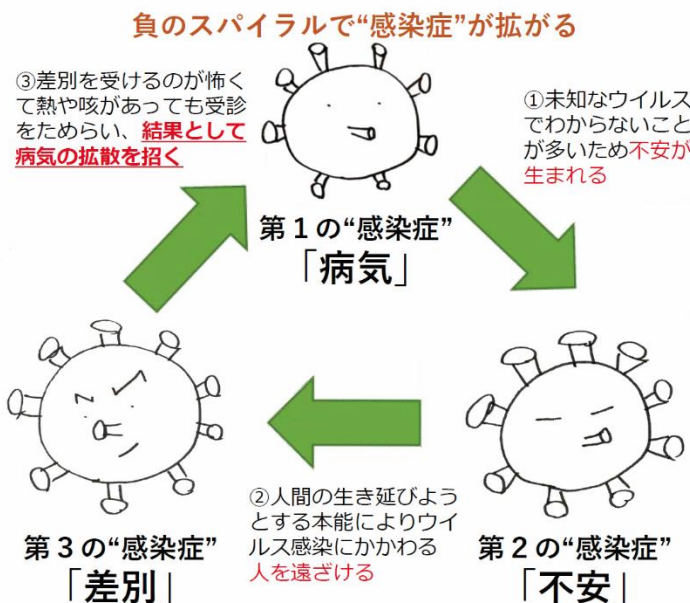 負のスパイラルで“感染症”が拡がる
③差別を受けるのが怖く
て熱や咳があっても受診
をためらい、結果として
病気の拡散を招く
①未知なウイルス
でわからないこと
が多いため不安が
生まれる
第１の“感染症”
「病気」
②人間の生き延びよう
とする本能によりウイ
ルス感染にかかわる
人を遠ざける
第３の“感染症”
「差別」
第２の“感染症”
「不安」